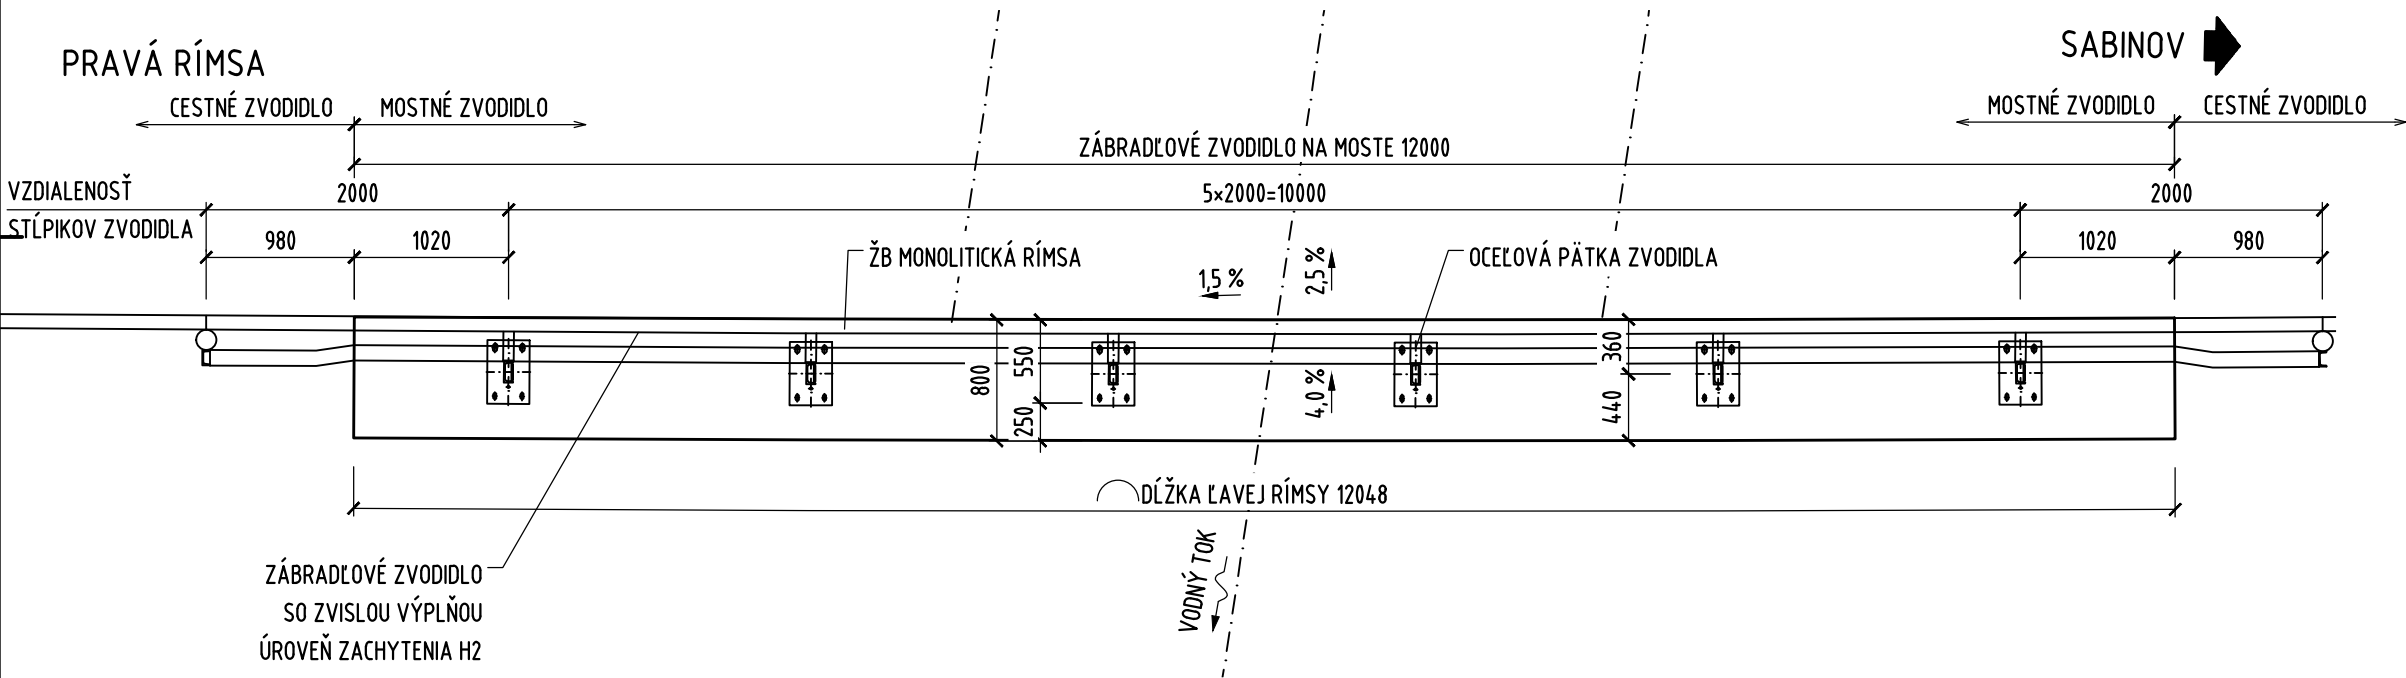 PRAVÁ RÍMSA
SABINOV
CESTNÉ ZVODIDLO
MOSTNÉ ZVODIDLO
MOSTNÉ ZVODIDLO
CESTNÉ ZVODIDLO
ZÁBRADĽOVÉ ZVODIDLO NA MOSTE 12000
VZDIALENOSŤ
STĹPIKOV ZVODIDLA
2000
5×2000=10000
2000
980
1020
1020
980
ŽB MONOLITICKÁ RÍMSA
1,5 %
2,5 %
OCEĽOVÁ PÄTKA ZVODIDLA
800
550
250
4,0 %
360
440
DĹŽKA ĽAVEJ RÍMSY 12048
VODNÝ TOK
ZÁBRADĽOVÉ ZVODIDLO
SO ZVISLOU VÝPLŇOU
ÚROVEŇ ZACHYTENIA H2